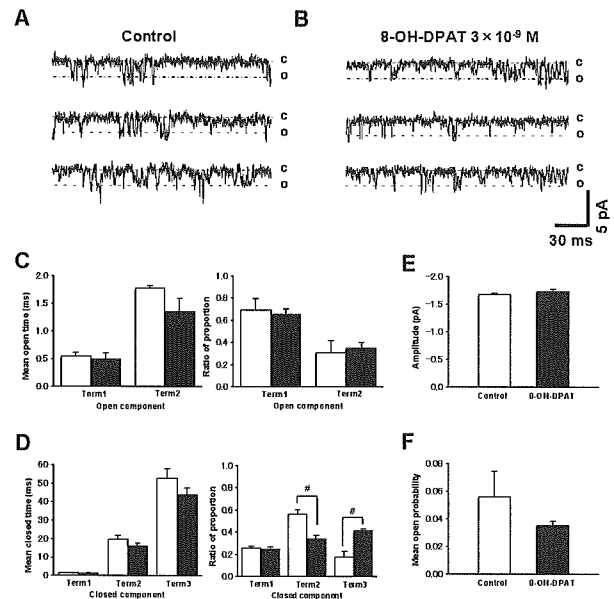 A
Control
B
8-OH-DPAT 3 × 10⁻⁹ M
C
O
C
O
C
O
C
O
C
O
C
O
30 ms
5 pA
C
Mean open time (ms)
2.0
1.5
1.0
0.5
0.0
Term1 Term2
Open component
Ratio of proportion
1.0
0.8
0.6
0.4
0.2
0.0
Term1 Term2
Open component
E
Amplitude (pA)
−2.0
−1.5
−1.0
−0.5
0.0
Control 8-OH-DPAT
D
Mean closed time (ms)
60
50
40
30
20
10
0
Term1 Term2 Term3
Closed component
Ratio of proportion
1.0
0.8
0.6
0.4
0.2
0.0
# #
Term1 Term2 Term3
Closed component
F
Mean open probability
0.08
0.06
0.04
0.02
0.00
Control 8-OH-DPAT